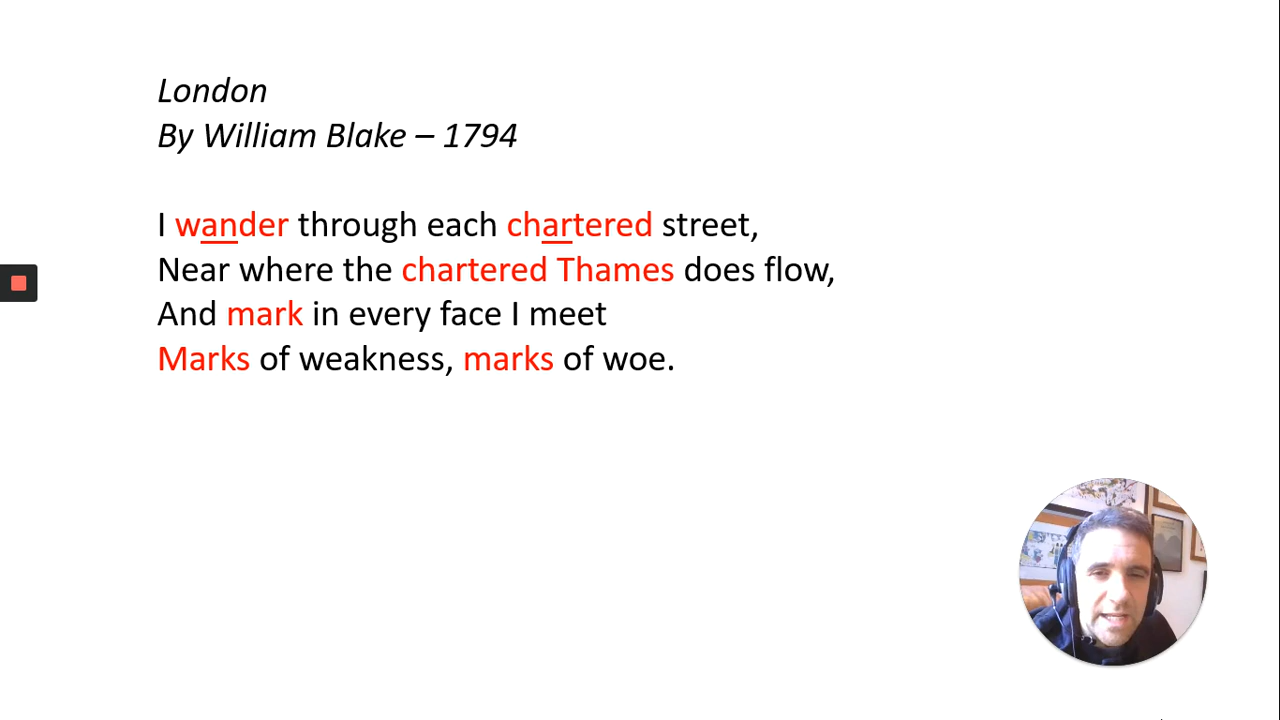 London
By William Blake – 1794
I wander through each chartered street,
Near where the chartered Thames does flow,
And mark in every face I meet
Marks of weakness, marks of woe.